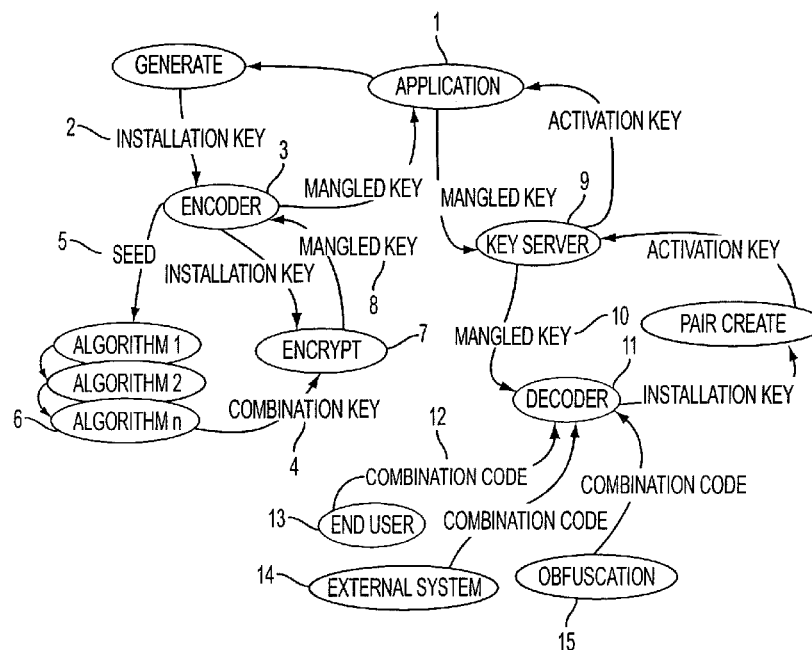 1
GENERATE
APPLICATION
2
INSTALLATION KEY
ACTIVATION KEY
3
ENCODER
MANGLED KEY
MANGLED KEY
9
5
SEED
MANGLED KEY
KEY SERVER
ACTIVATION KEY
INSTALLATION KEY
8
10
ALGORITHM 1
7
ENCRYPT
MANGLED KEY
PAIR CREATE
ALGORITHM 2
11
6
ALGORITHM n
COMBINATION KEY
DECODER
INSTALLATION KEY
4
12
COMBINATION CODE
COMBINATION CODE
13
END USER
COMBINATION CODE
14
EXTERNAL SYSTEM
OBFUSCATION
15